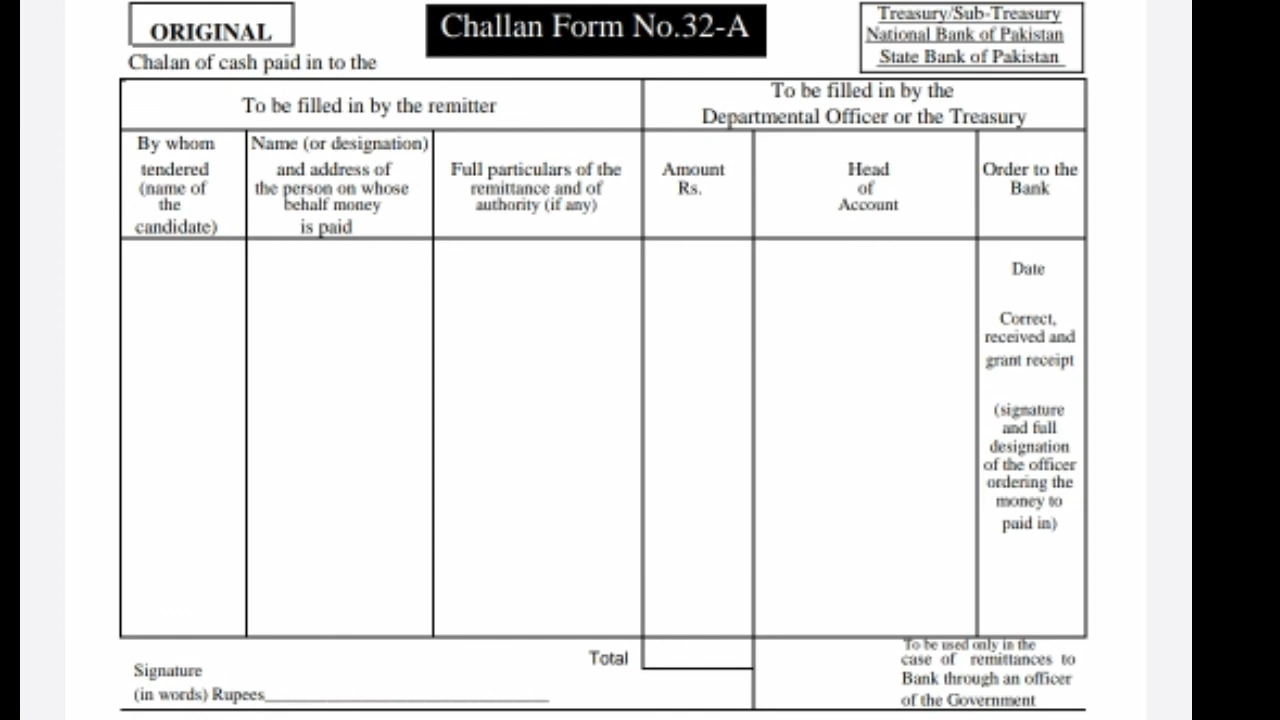 ORIGINAL
Challan Form No.32-A
Treasury/Sub-Treasury
National Bank of Pakistan
State Bank of Pakistan
Chalan of cash paid in to the
To be filled in by the remitter
To be filled in by the
Departmental Officer or the Treasury
By whom
tendered
(name of
the
candidate)
Name (or designation)
and address of
the person on whose
behalf money
is paid
Full particulars of the
remittance and of
authority (if any)
Amount
Rs.
Head
of
Account
Order to the
Bank
Date
Correct,
received and
grant receipt
(signature
and full
designation
of the officer
ordering the
money to
paid in)
Signature
(in words) Rupees
Total
To be used only in the
case of remittances to
Bank through an officer
of the Government